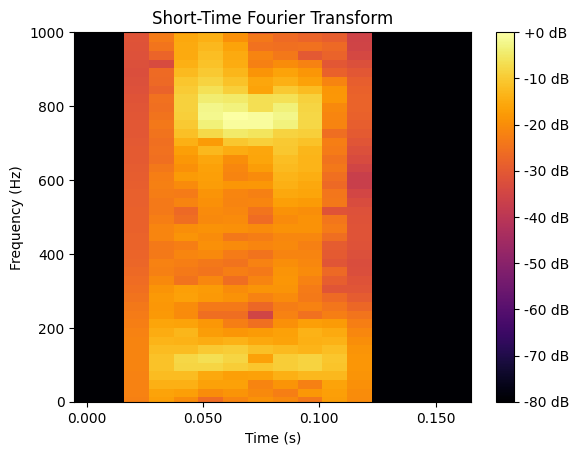 Short-Time Fourier Transform
1000
800
600
400
200
0
Frequency (Hz)
0.000
0.050
0.100
0.150
Time (s)
+0 dB
-10 dB
-20 dB
-30 dB
-40 dB
-50 dB
-60 dB
-70 dB
-80 dB